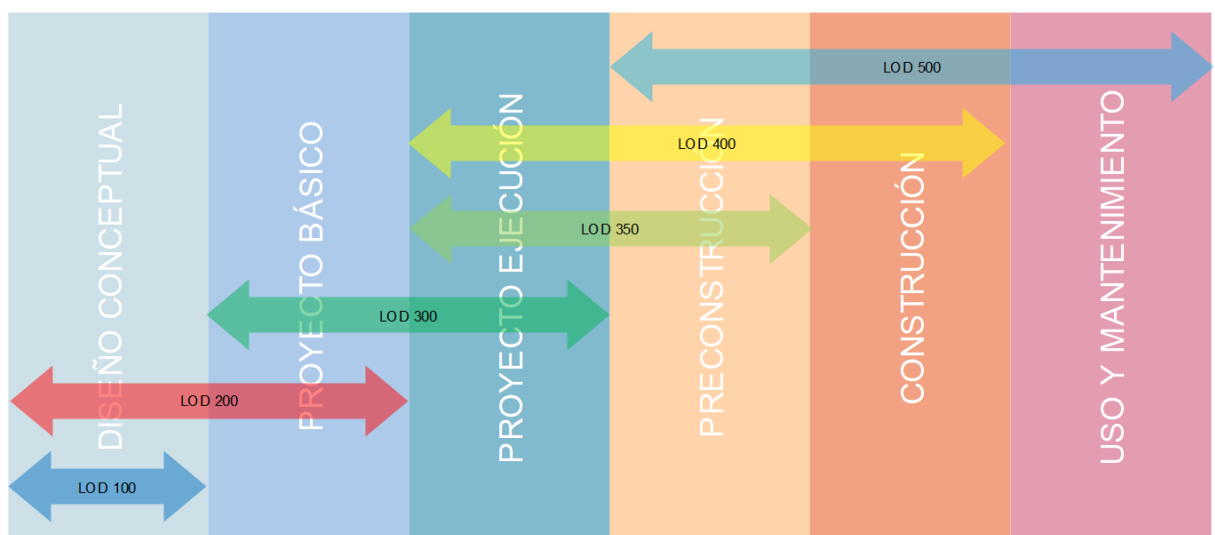 DISEÑO CONCEPTUAL
PROYECTO BÁSICO
PROYECTO EJECUCIÓN
PRECONSTRUCCIÓN
CONSTRUCCIÓN
USO Y MANTENIMIENTO
LOD 500
LOD 400
LOD 350
LOD 300
LOD 200
LOD 100